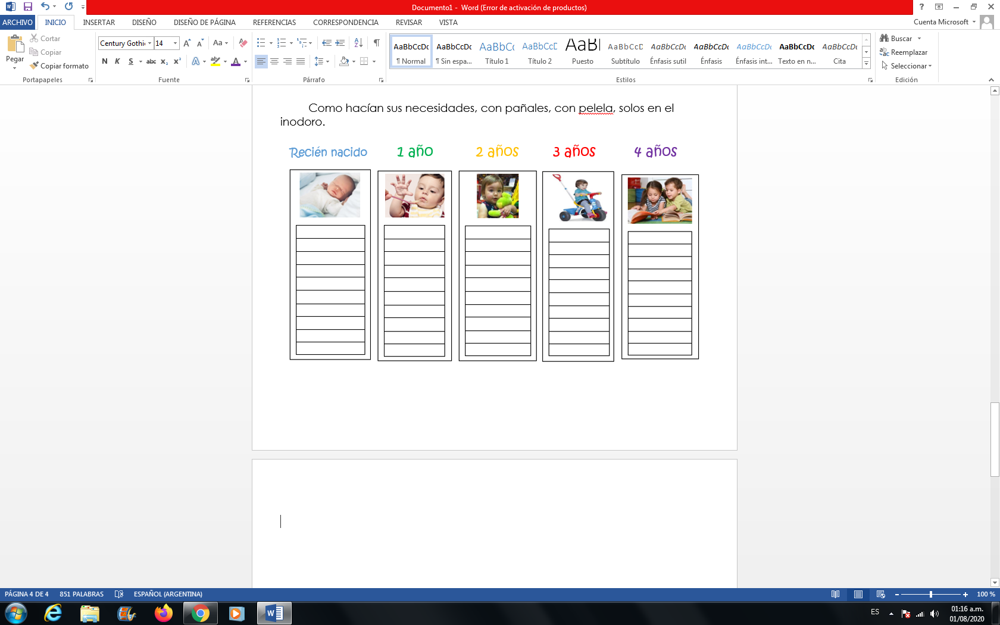 Documento1 - Word (Error de activación de productos)
?
ARCHIVO INICIO INSERTAR DISEÑO DISEÑO DE PÁGINA REFERENCIAS CORRESPONDENCIA REVISAR VISTA
Cuenta Microsoft
Pegar
Cortar
Copiar
Copiar formato
Portapapeles
Century Gothi 14
Aa
N K S abc x₂ x²
A aby A
Fuente
Párrafo
AaBbCcDc AaBbCcDc AaBbC AaBbCcD AaB AaBbCcD AaBbCcDc AaBbCcDc AaBbCcDc AaBbCcDc AaBbCcDc
¶ Normal ¶ Sin espa... Título 1 Título 2 Puesto Subtítulo Énfasis sutil Énfasis Énfasis int... Texto en n... Cita
Estilos
Buscar
Reemplazar
Seleccionar
Edición
Como hacían sus necesidades, con pañales, con pelela, solos en el
inodoro.
Recién nacido 1 año 2 años 3 años 4 años
PÁGINA 4 DE 4 851 PALABRAS ESPAÑOL (ARGENTINA)
100 %
ES
01:16 a.m.
01/08/2020